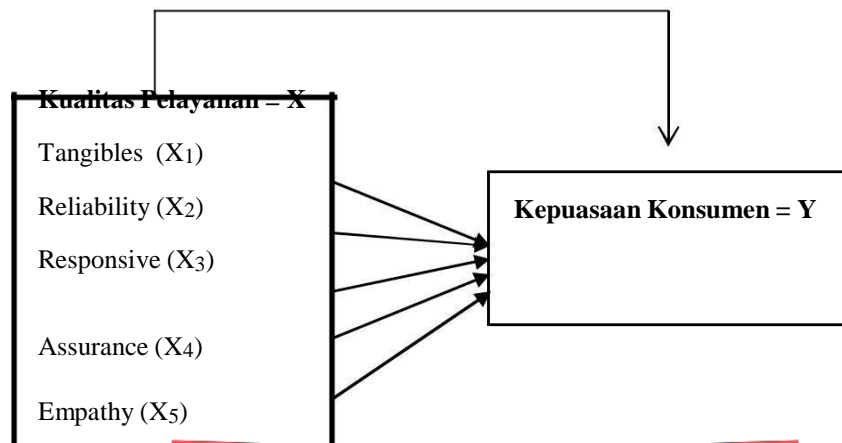 Kualitas Pelayanan = X
Tangibles (X1)
Reliability (X2)
Responsive (X3)
Assurance (X4)
Empathy (X5)
Kepuasaan Konsumen = Y